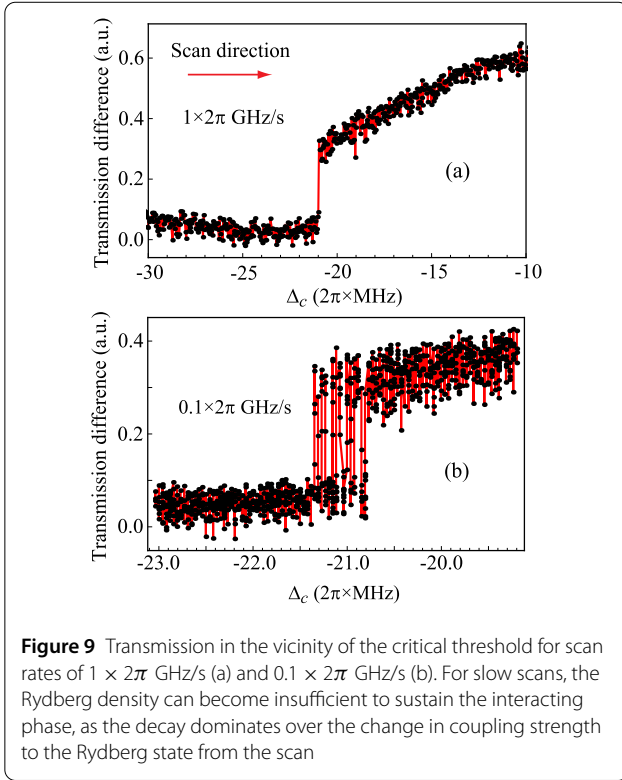 Transmission difference (a.u.)
0.6
0.4
0.2
0.0
Scan direction
1×2π GHz/s
(a)
-30
-25
-20
-15
-10
Δc (2π×MHz)
Transmission difference (a.u.)
0.4
0.2
0.0
0.1×2π GHz/s
(b)
-23.0
-22.0
-21.0
-20.0
Δc (2π×MHz)
Figure 9 Transmission in the vicinity of the critical threshold for scan
rates of 1 × 2π GHz/s (a) and 0.1 × 2π GHz/s (b). For slow scans, the
Rydberg density can become insufficient to sustain the interacting
phase, as the decay dominates over the change in coupling strength
to the Rydberg state from the scan